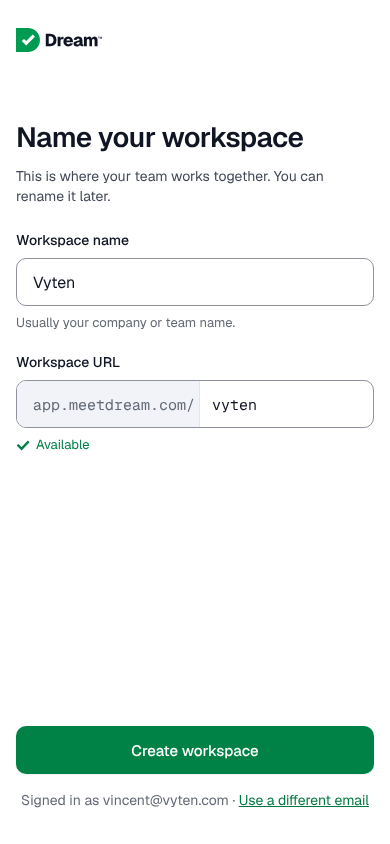 Dream™
Name your workspace
This is where your team works together. You can
rename it later.
Workspace name
Vyten
Usually your company or team name.
Workspace URL
app.meetdream.com/ vyten
Available
Create workspace
Signed in as vincent@vyten.com · Use a different email